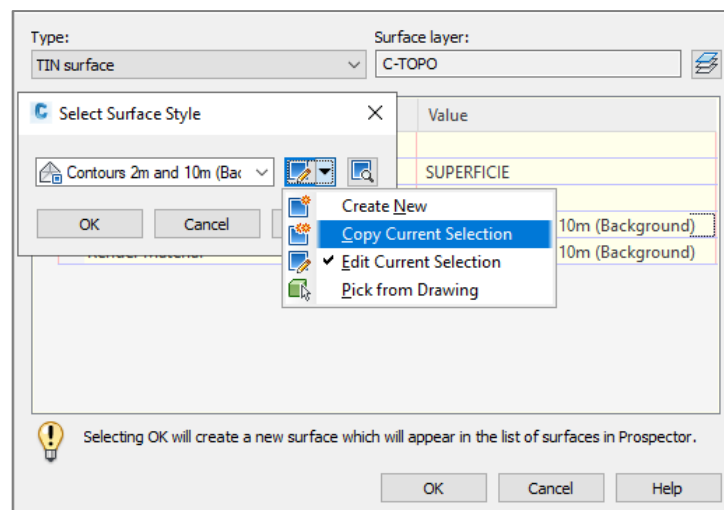 Type:
Surface layer:
TIN surface
C-TOPO
Select Surface Style
Value
Contours 2m and 10m (Bac
SUPERFICIE
Create New
OK
Cancel
Copy Current Selection
10m (Background)
Edit Current Selection
10m (Background)
Pick from Drawing
Selecting OK will create a new surface which will appear in the list of surfaces in Prospector.
OK
Cancel
Help